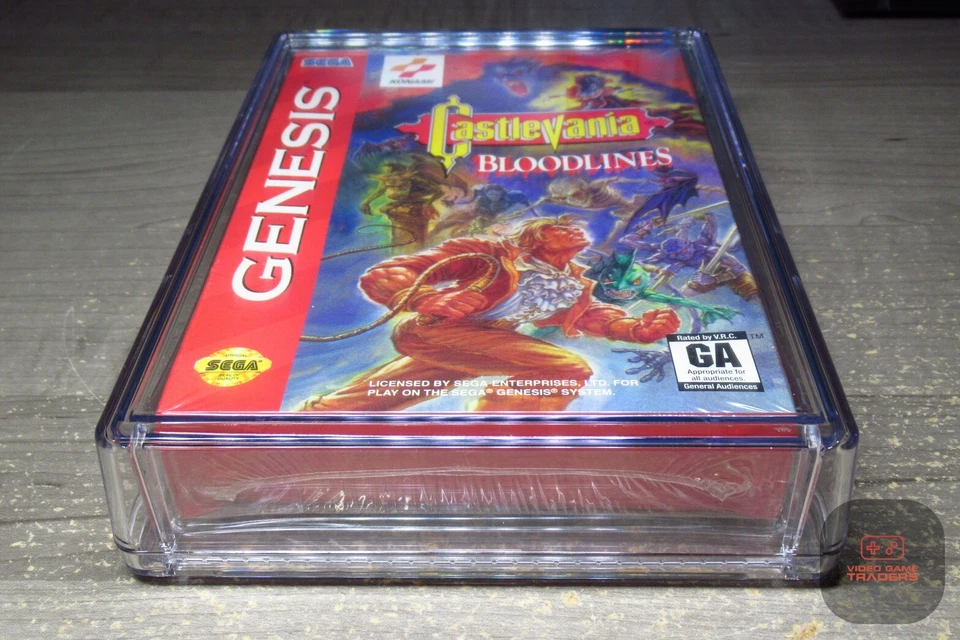 SEGA
GENESIS
KONAMI
Castlevania
BLOODLINES
Rated by V.R.C.
GA
TM
Appropriate for
all audiences.
General Audiences
LICENSED BY SEGA ENTERPRISES, LTD. FOR
PLAY ON THE SEGA® GENESIS® SYSTEM.
SEGA
VIDEO GAME
TRADERS